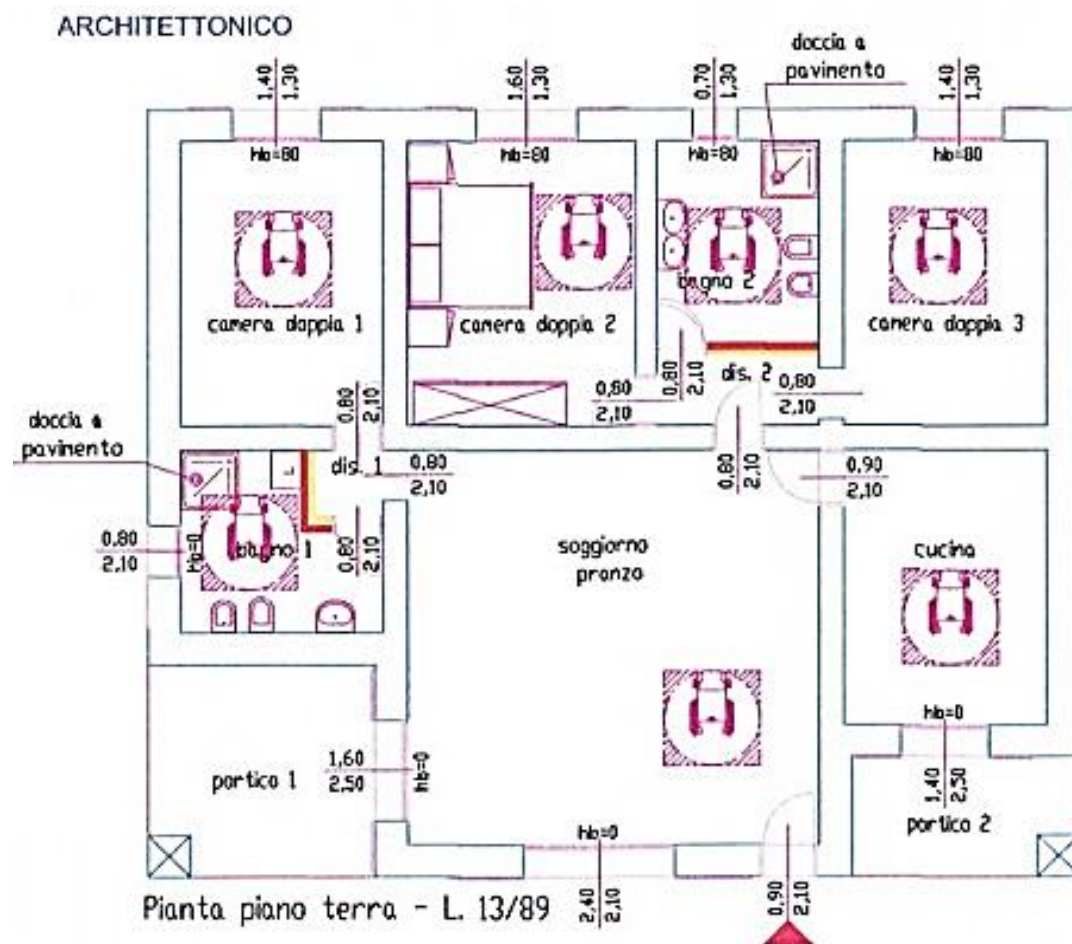 ARCHITETTONICO
doccia a
pavimento
1,40
1,30
1,60
1,30
0,70
1,30
1,40
1,30
hb=80
hb=80
hb=80
hb=80
camera doppia 1
camera doppia 2
bagno 2
camera doppia 3
dis. 2
0,80
2,10
0,80
2,10
0,80
2,10
0,80
2,10
0,80
2,10
doccia a
pavimento
dis. 1
0,80
2,10
0,90
2,10
L
0,80
2,10
hb=0
bagno 1
0,80
2,10
soggiorno
pranzo
cucina
hb=0
portico 1
1,60
2,50
hb=0
1,40
2,50
portico 2
hb=0
Pianta piano terra - L. 13/89
2,40
2,10
0,90
2,10